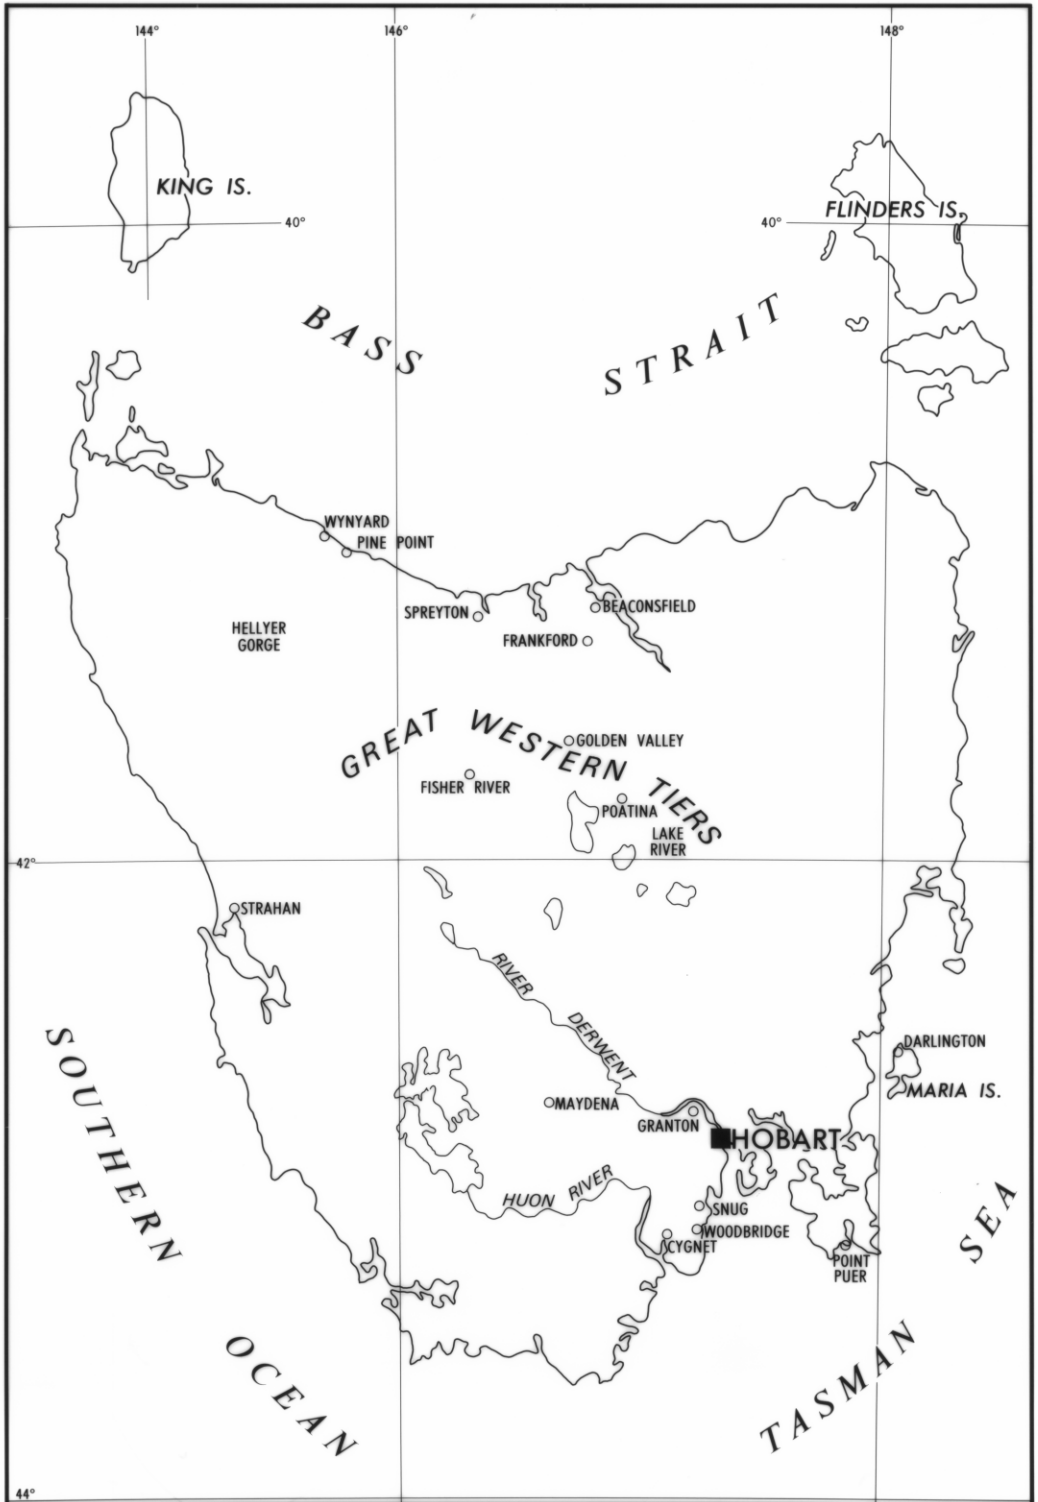 144°
146°
148°
KING IS.
FLINDERS IS.
40°
40°
BASS
STRAIT
WYNYARD
PINE POINT
SPREYTON
BEACONSFIELD
FRANKFORD
HELLYER
GORGE
GREAT WESTERN TIERS
GOLDEN VALLEY
FISHER RIVER
POATINA
LAKE
RIVER
42°
STRAHAN
RIVER DERWENT
DARLINGTON
MARIA IS.
MAYDENA
GRANTON
HOBART
HUON RIVER
SNUG
WOODBRIDGE
CYGNET
POINT
PUER
SOUTHERN
OCEAN
TASMAN
SEA
44°